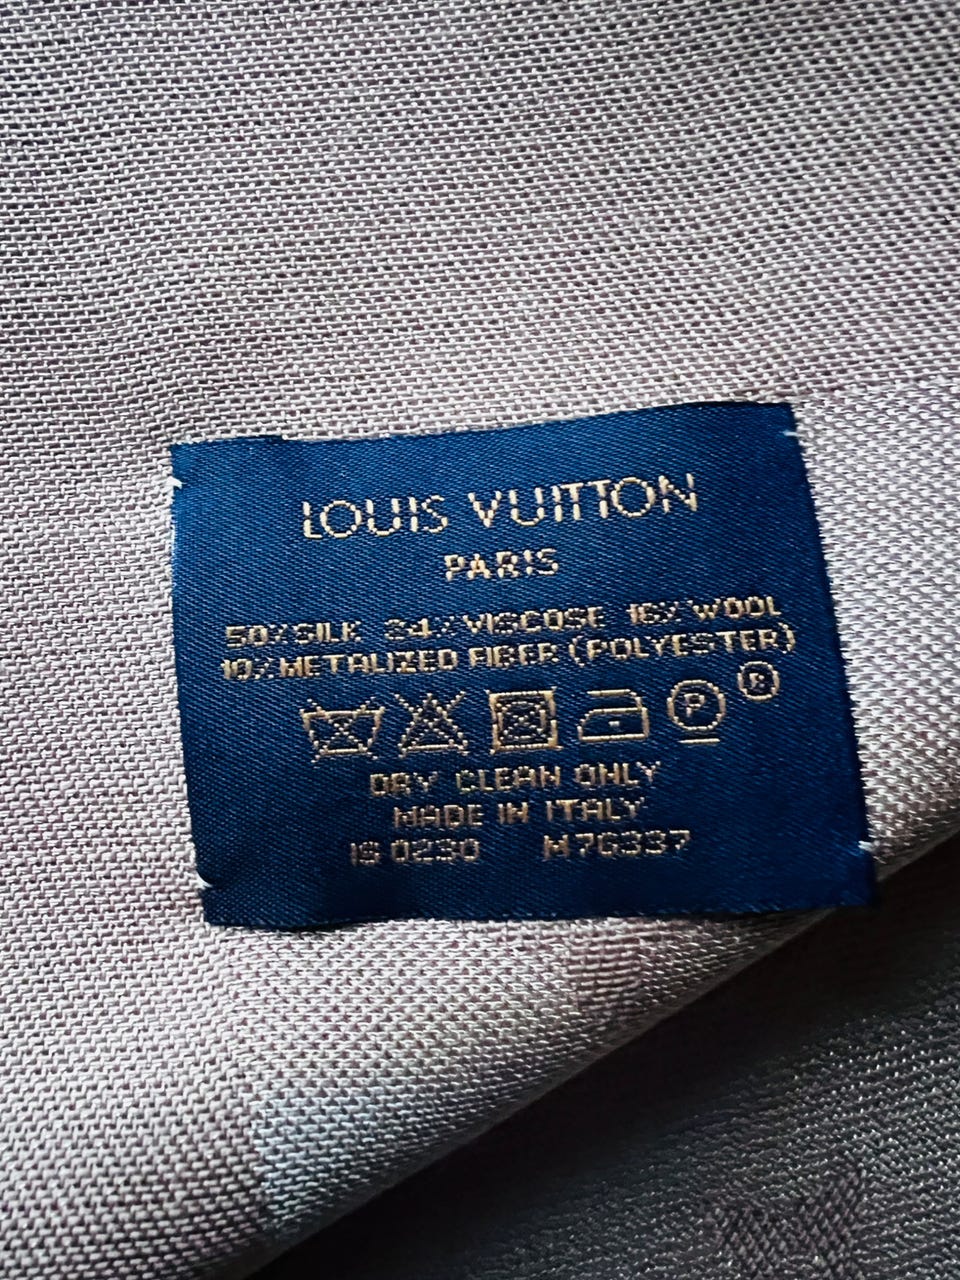 LOUIS VUITTON
PARIS
50% SILK 24% VISCOSE 16% WOOL
10% METALIZED FIBER (POLYESTER)
P ®
DRY CLEAN ONLY
MADE IN ITALY
IS 0230 M76337